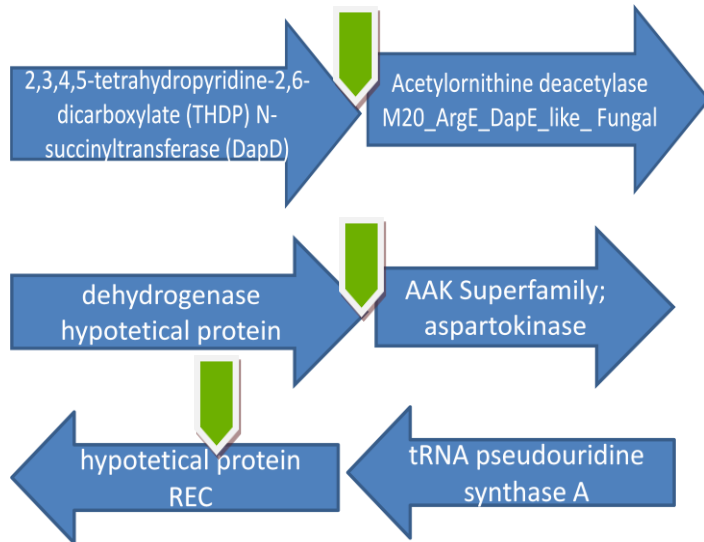 2,3,4,5-tetrahydropyridine-2,6-
dicarboxylate (THDP) N-
succinyltransferase (DapD)
Acetylornithine deacetylase
M20_ArgE_DapE_like_ Fungal
dehydrogenase
hypotetical protein
AAK Superfamily;
aspartokinase
hypotetical protein
REC
tRNA pseudouridine
synthase A